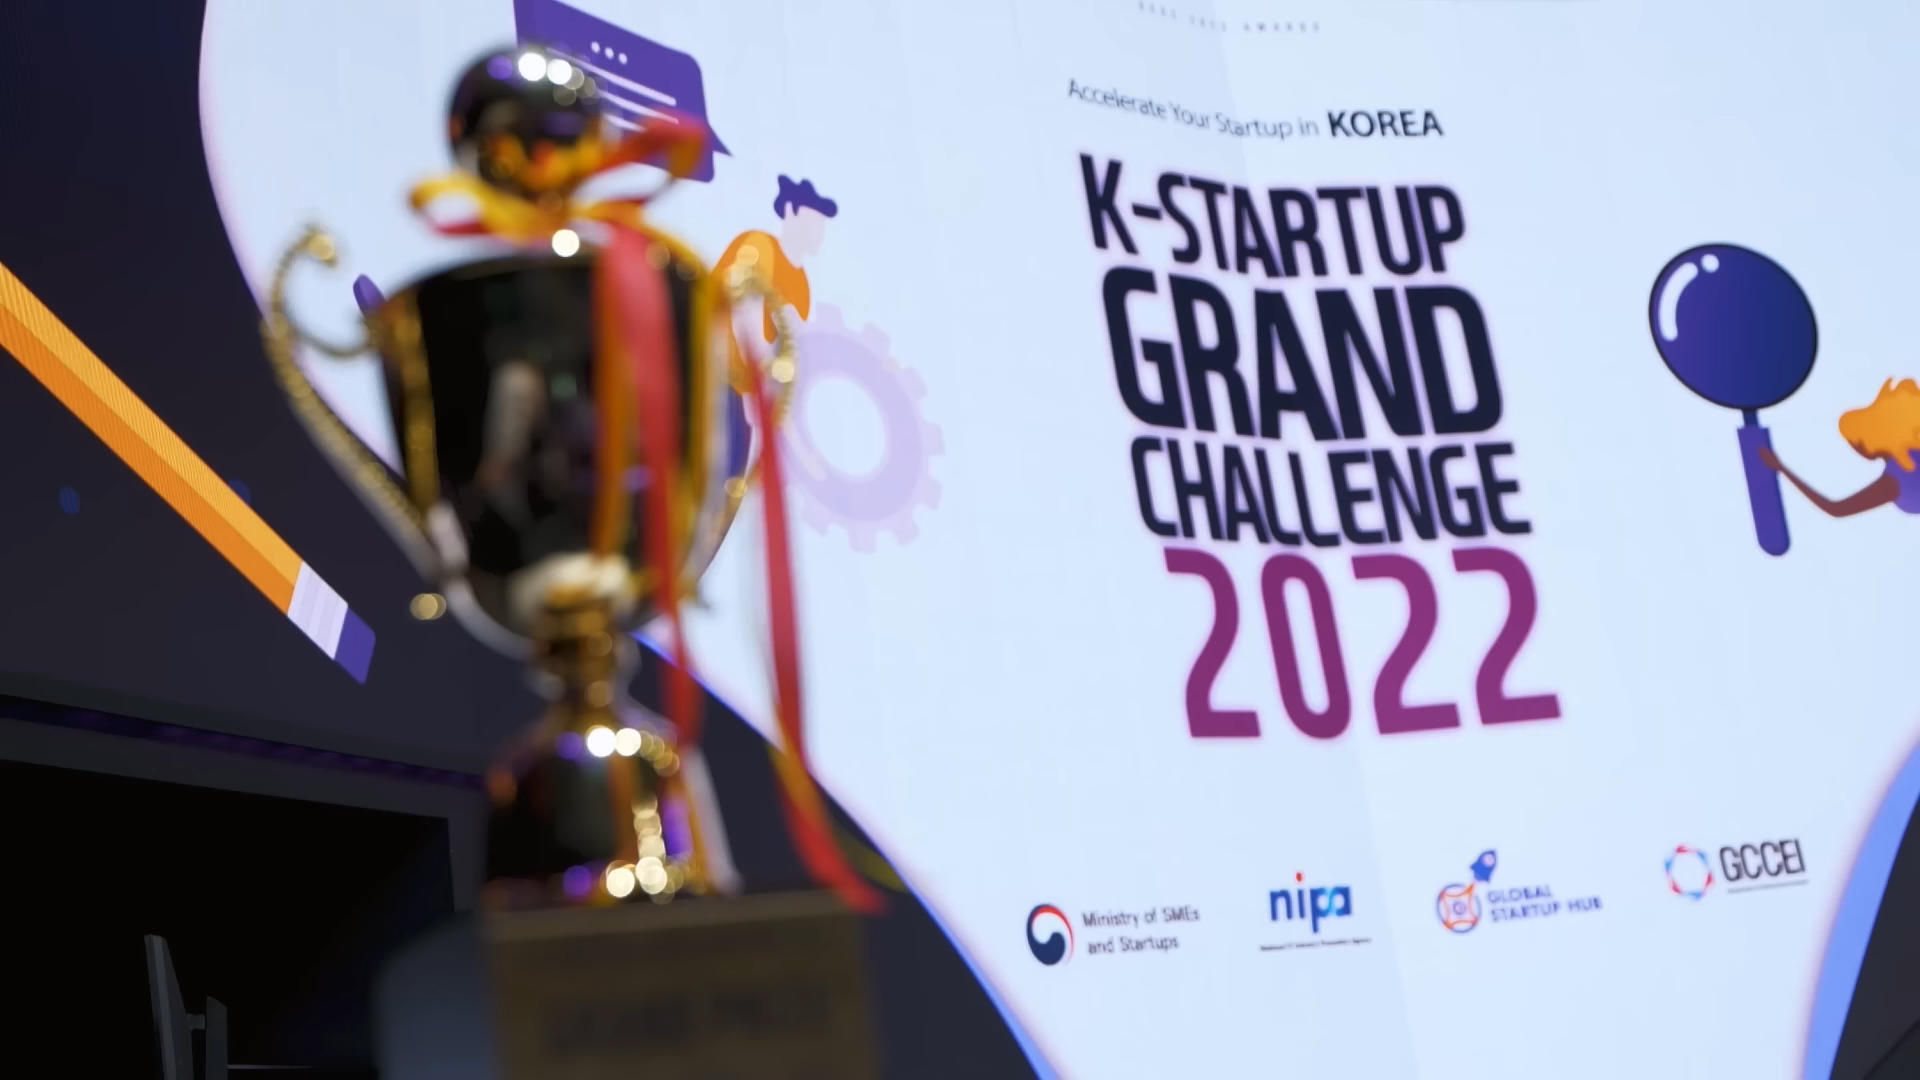 Accelerate Your Startup in KOREA
K-STARTUP
GRAND
CHALLENGE
2022
Ministry of SMEs
and Startups
nipa
GLOBAL
STARTUP HUB
GCCEI